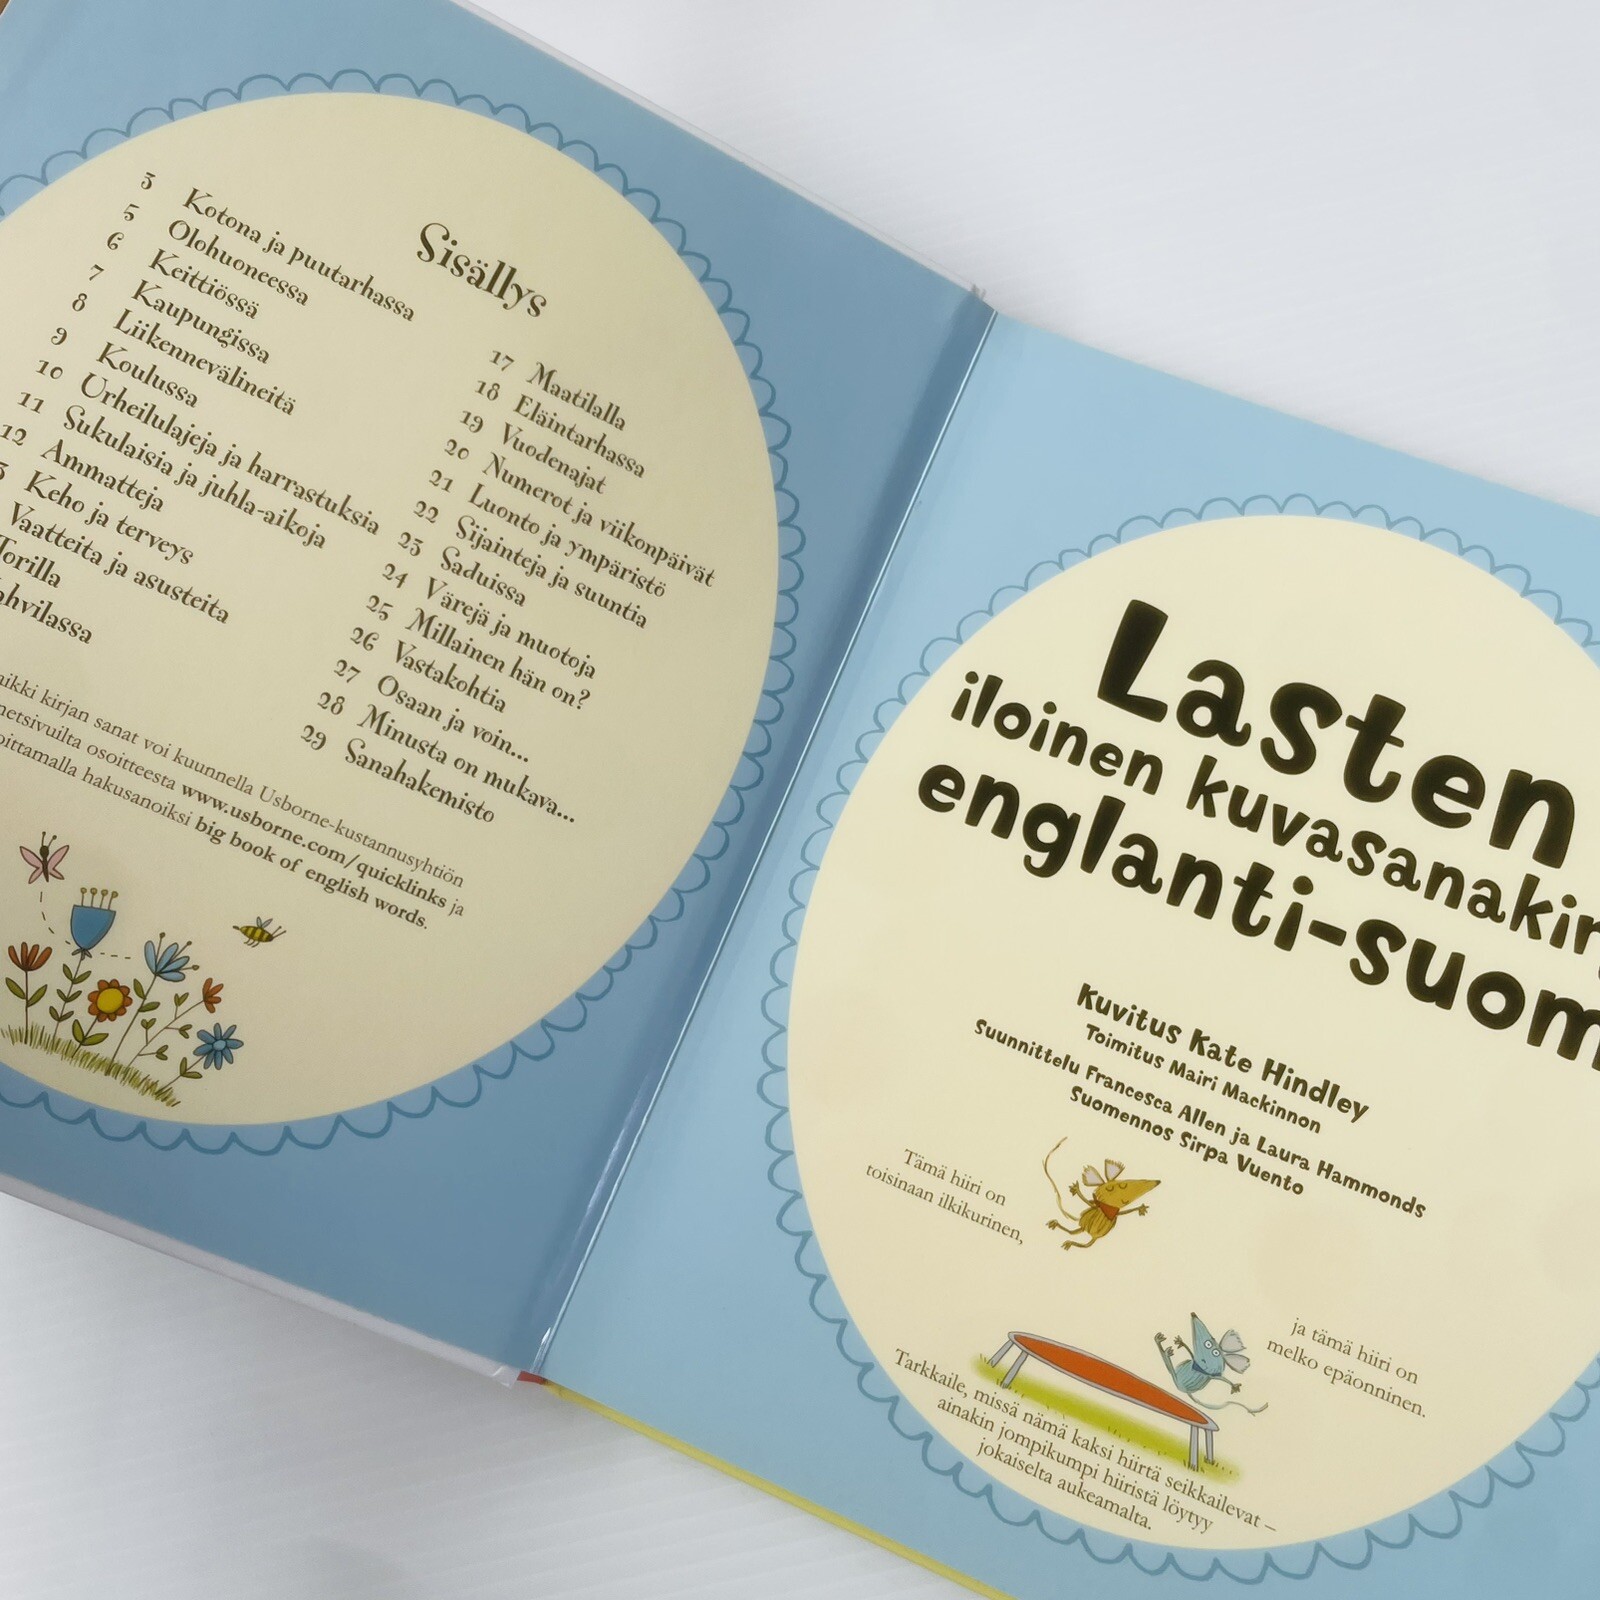 Sisällys
3 Kotona ja puutarhassa
5 Olohuoneessa
6 Keittiössä
7 Kaupungissa
8 Liikennevälineitä
9 Koulussa
10 Urheilulajeja ja harrastuksia
11 Sukulaisia ja juhla-aikoja
12 Ammatteja
Keho ja terveys
Vaatteita ja asusteita
17 Maatilalla
18 Eläintarhassa
19 Vuodenajat
20 Numerot ja viikonpäivät
21 Luonto ja ympäristö
22 Sijainteja ja suuntia
23 Saduissa
24 Värejä ja muotoja
25 Millainen hän on?
26 Vastakohtia
27 Osaan ja voin...
28 Minusta on mukava...
29 Sanahakemisto
kirjan sanat voi kuunnella Usborne-kustannusyhtiön
osoitteesta www.usborne.com/quicklinks ja
hakusanoiksi big book of english words.
Lasten
iloinen
englanti-
Kuvitus Kate Hindley
Toimitus Mairi Mackinnon
Suunnittelu Francesca Allen ja Laura Hammonds
Suomennos Sirpa Vuento
Tämä hiiri on
toisinaan ilkikurinen,
ja tämä hiiri on
melko epäonninen.
Tarkkaile, missä nämä kaksi hiirtä seikkailevat –
ainakin jompikumpi hiiristä löytyy
jokaiselta aukeamalta.